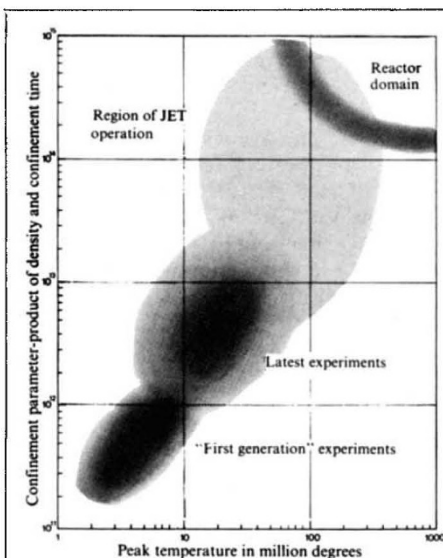 Confinement parameter-product of density and confinement time
Reactor
domain
Region of JET
operation
Latest experiments
"First generation" experiments
1 10 100 1000
Peak temperature in million degrees